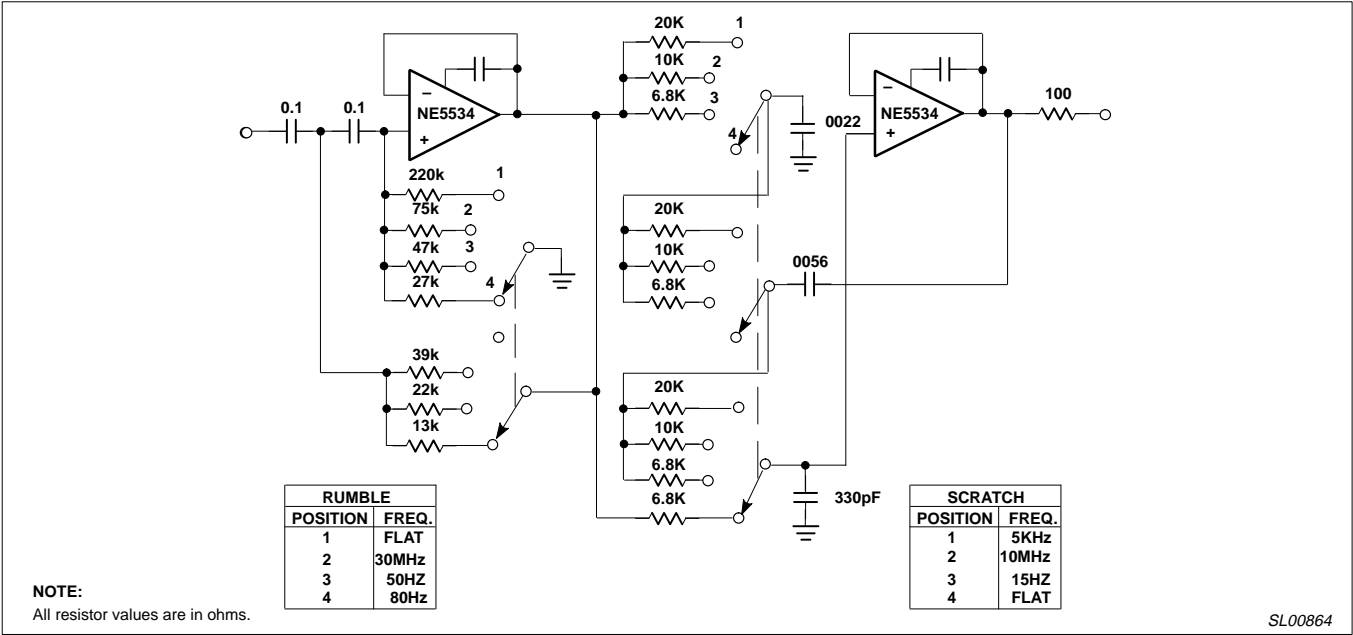 20K 1
10K 2
6.8K 3
0.1 0.1
−
NE5534
+
4
0022
−
NE5534
+
100
220k 1
75k 2
47k 3
27k 4
20K
10K
6.8K
0056
39k
22k
13k
20K
10K
6.8K
6.8K
330pF
RUMBLE
POSITION FREQ.
1 FLAT
2 30MHz
3 50HZ
4 80Hz
SCRATCH
POSITION FREQ.
1 5KHz
2 10MHz
3 15HZ
4 FLAT
NOTE:
All resistor values are in ohms.
SL00864